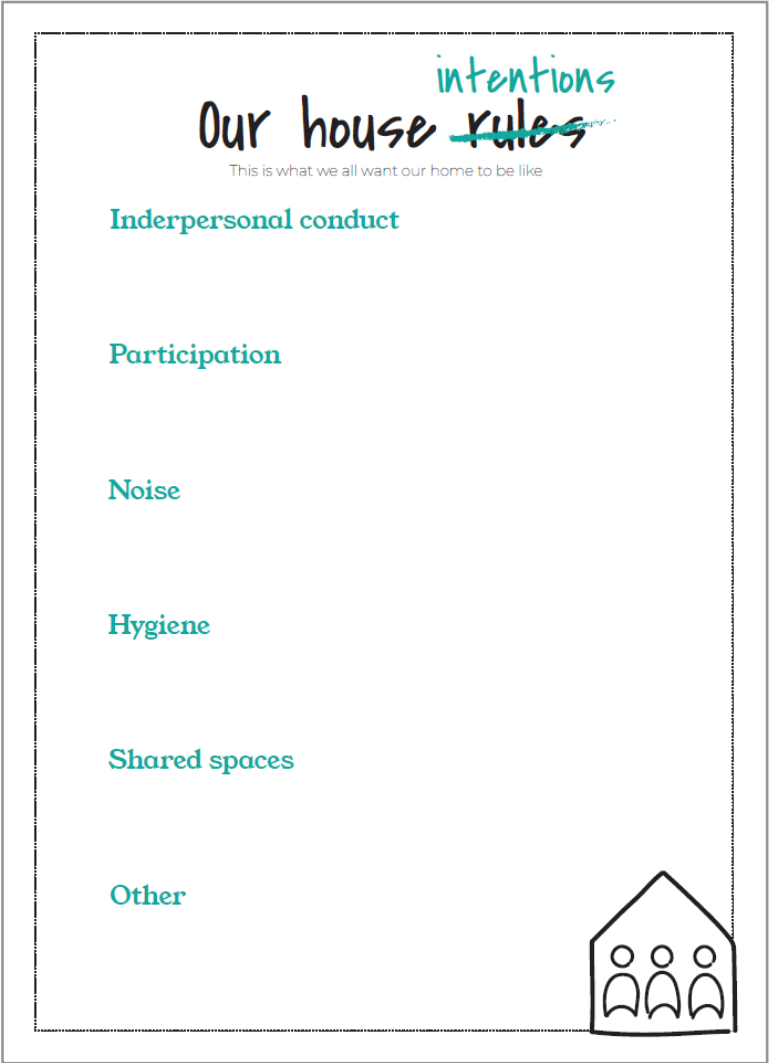 intentions
Our house rules
This is what we all want our home to be like
Inderpersonal conduct
Participation
Noise
Hygiene
Shared spaces
Other